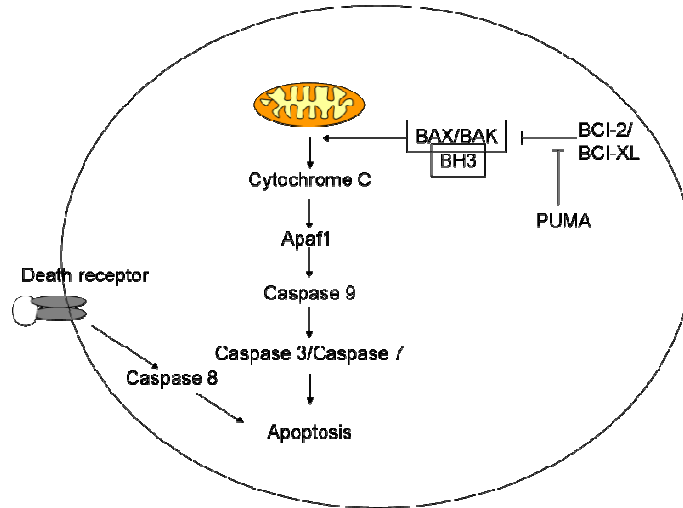 BAX/BAK
BH3
BCl-2/
BCl-XL
Cytochrome C
PUMA
Apaf1
Death receptor
Caspase 9
Caspase 3/Caspase 7
Caspase 8
Apoptosis